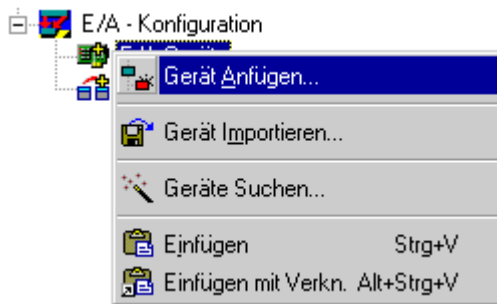 E/A - Konfiguration
Gerät Anfügen...
Gerät Importieren...
Geräte Suchen...
Einfügen Strg+V
Einfügen mit Verkn. Alt+Strg+V